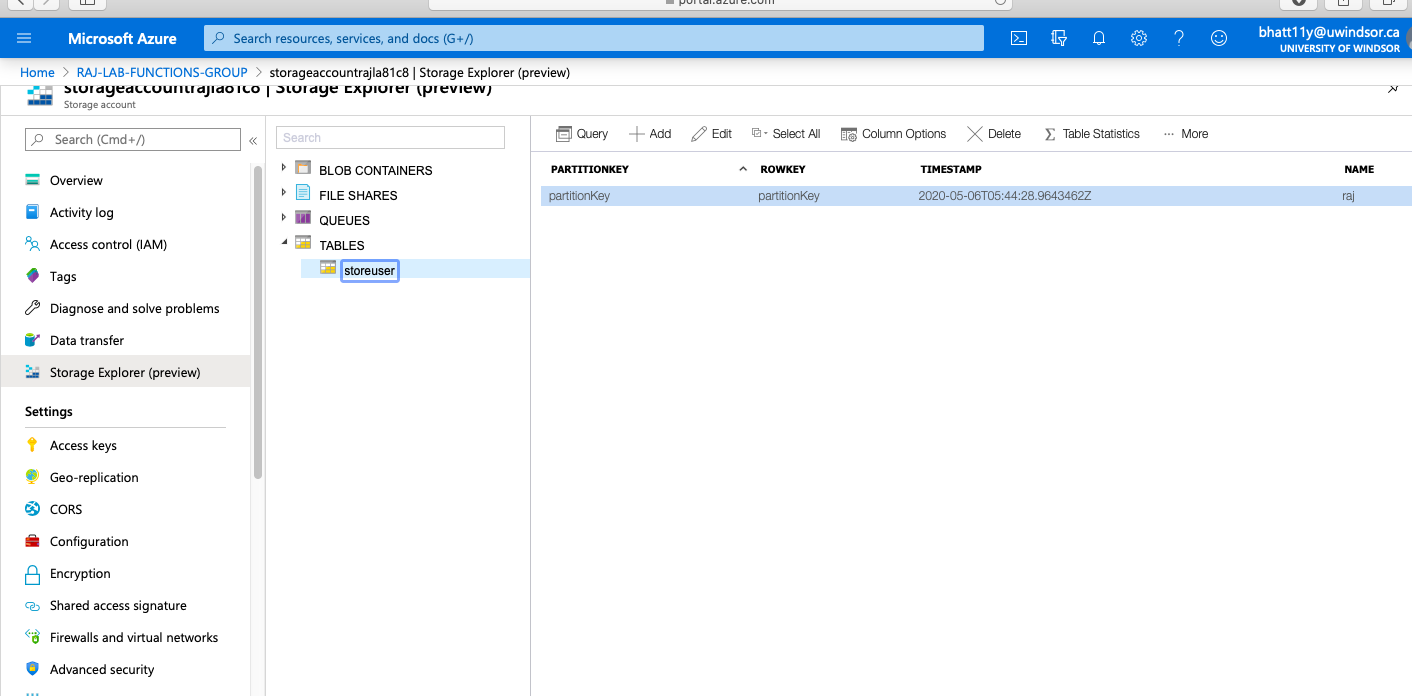 portal.azure.com
Microsoft Azure
Search resources, services, and docs (G+/)
bhatt11y@uwindsor.ca
UNIVERSITY OF WINDSOR
Home > RAJ-LAB-FUNCTIONS-GROUP > storageaccountrajla81c8 | Storage Explorer (preview)
storageaccountrajla81c8 | Storage Explorer (preview)
Storage account
Search (Cmd+/)
Overview
Activity log
Access control (IAM)
Tags
Diagnose and solve problems
Data transfer
Storage Explorer (preview)
Settings
Access keys
Geo-replication
CORS
Configuration
Encryption
Shared access signature
Firewalls and virtual networks
Advanced security
Search
BLOB CONTAINERS
FILE SHARES
QUEUES
TABLES
storeuser
Query Add Edit Select All Column Options Delete Table Statistics More
PARTITIONKEY ROWKEY TIMESTAMP NAME
partitionKey partitionKey 2020-05-06T05:44:28.9643462Z raj